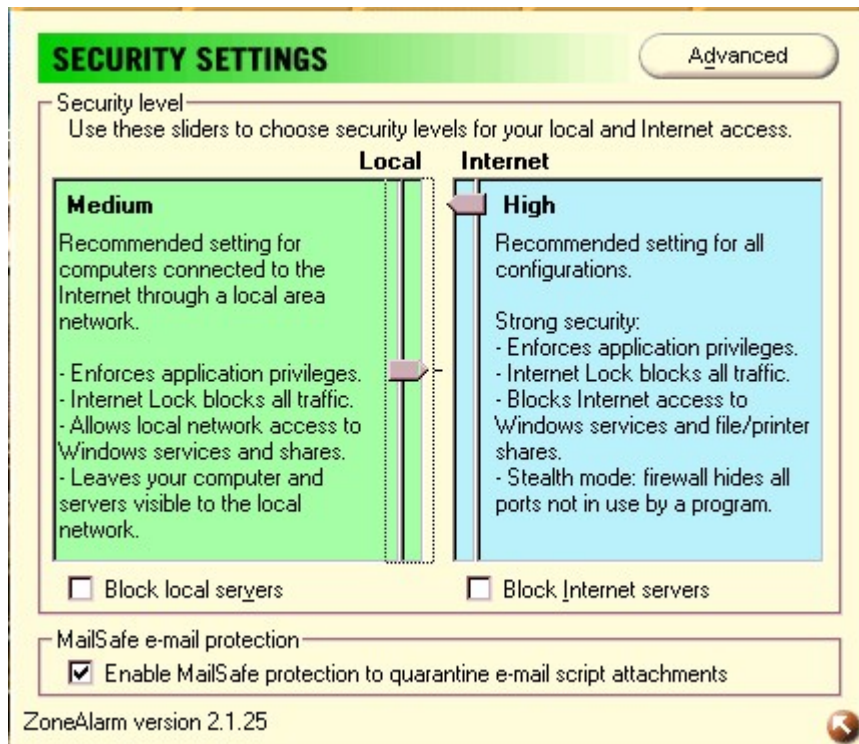 SECURITY SETTINGS
Advanced
Security level
Use these sliders to choose security levels for your local and Internet access.
Local Internet
Medium
Recommended setting for
computers connected to the
Internet through a local area
network.
- Enforces application privileges.
- Internet Lock blocks all traffic.
- Allows local network access to
Windows services and shares.
- Leaves your computer and
servers visible to the local
network.
High
Recommended setting for all
configurations.
Strong security:
- Enforces application privileges.
- Internet Lock blocks all traffic.
- Blocks Internet access to
Windows services and file/printer
shares.
- Stealth mode: firewall hides all
ports not in use by a program.
Block local servers
Block Internet servers
MailSafe e-mail protection
Enable MailSafe protection to quarantine e-mail script attachments
ZoneAlarm version 2.1.25